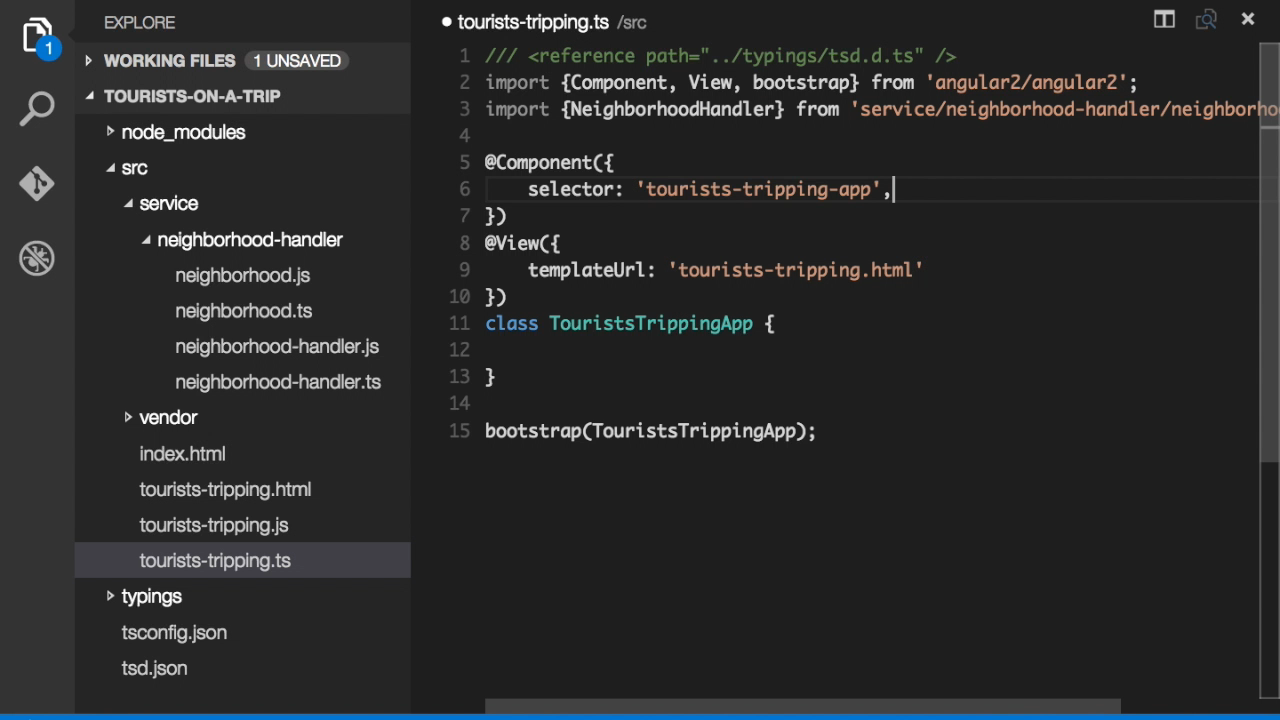 EXPLORE
WORKING FILES 1 UNSAVED
TOURISTS-ON-A-TRIP
node_modules
src
service
neighborhood-handler
neighborhood.js
neighborhood.ts
neighborhood-handler.js
neighborhood-handler.ts
vendor
index.html
tourists-tripping.html
tourists-tripping.js
tourists-tripping.ts
typings
tsconfig.json
tsd.json
1
tourists-tripping.ts /src
1 /// <reference path="../typings/tsd.d.ts" />
2 import {Component, View, bootstrap} from 'angular2/angular2';
3 import {NeighborhoodHandler} from 'service/neighborhood-handler/neighborho
4
5 @Component({
6 selector: 'tourists-tripping-app',
7 })
8 @View({
9 templateUrl: 'tourists-tripping.html'
10 })
11 class TouristsTrippingApp {
12
13 }
14
15 bootstrap(TouristsTrippingApp);